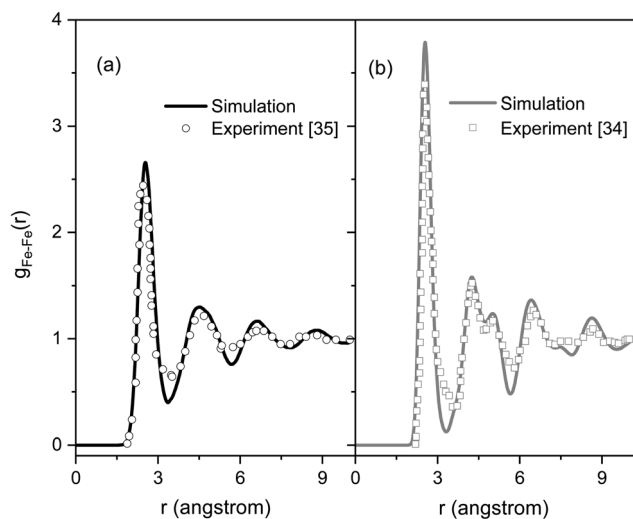 (a)
Simulation
Experiment [35]
(b)
Simulation
Experiment [34]
g_Fe-Fe(r)
4
3
2
1
0
0 3 6 9
0 3 6 9
r (angstrom)
r (angstrom)